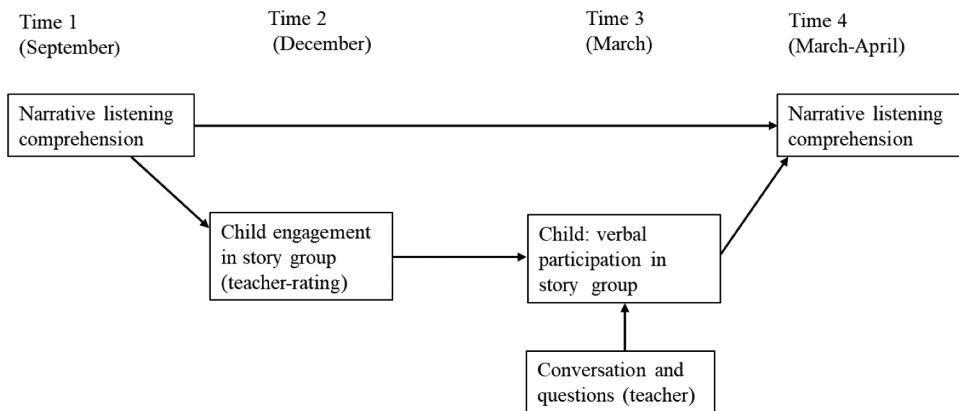 Time 1
(September)
Time 2
(December)
Time 3
(March)
Time 4
(March-April)
Narrative listening
comprehension
Narrative listening
comprehension
Child engagement
in story group
(teacher-rating)
Child: verbal
participation in
story group
Conversation and
questions (teacher)